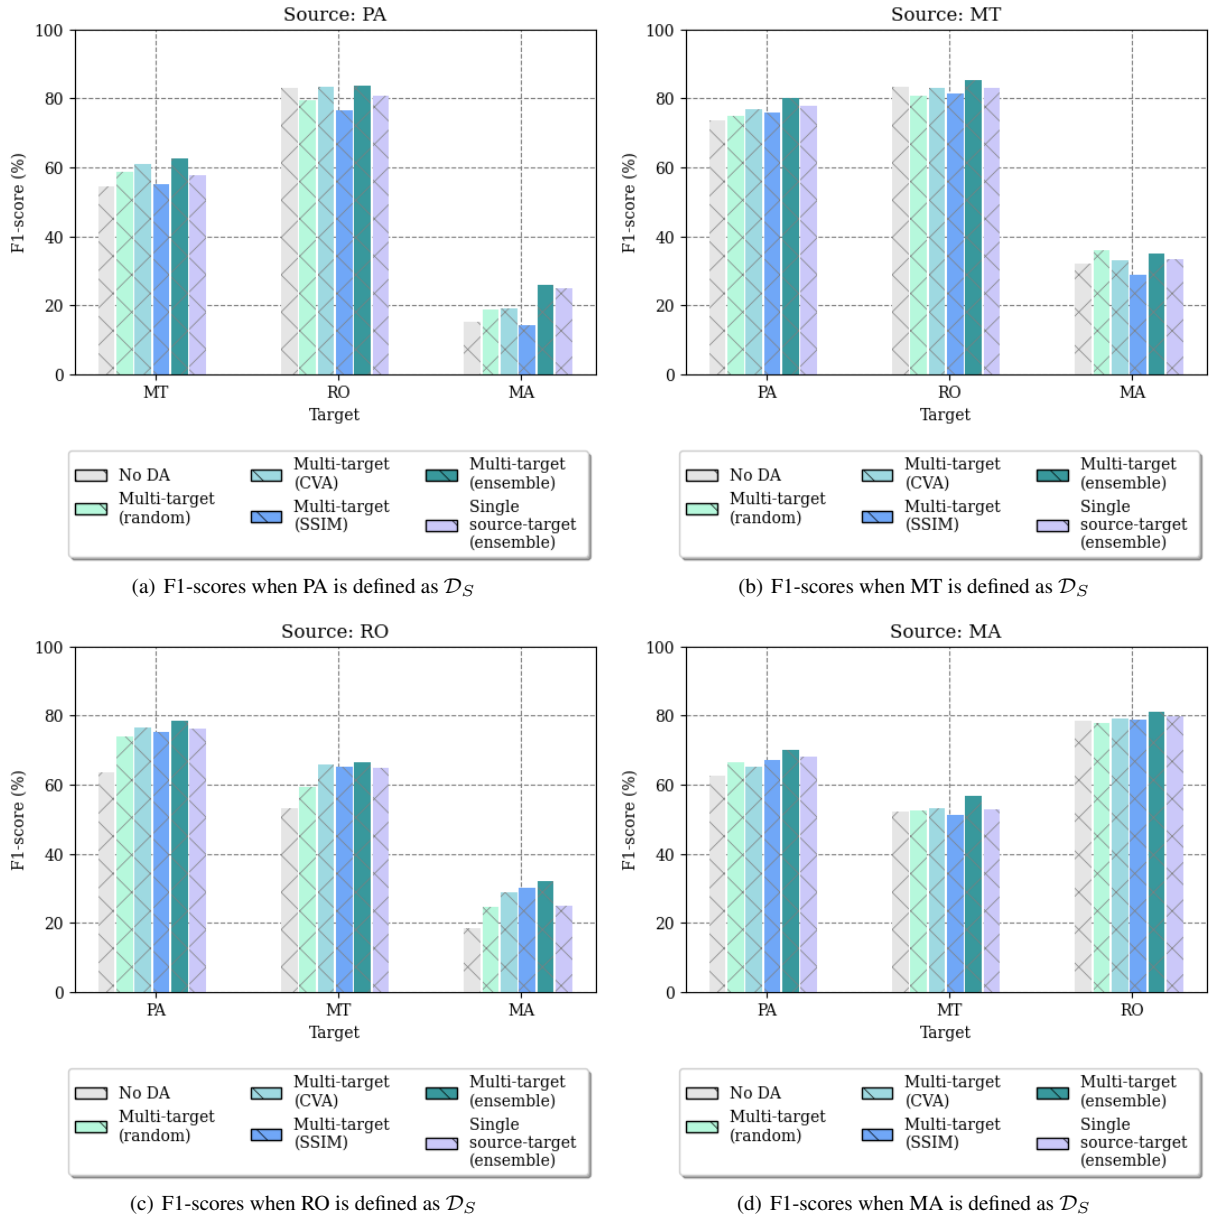 Source: PA
100
80
60
40
20
0
F1-score (%)
MT RO MA
Target
No DA
Multi-target
(random)
Multi-target
(CVA)
Multi-target
(SSIM)
Multi-target
(ensemble)
Single
source-target
(ensemble)
(a) F1-scores when PA is defined as 𝒟S
Source: MT
100
80
60
40
20
0
F1-score (%)
PA RO MA
Target
No DA
Multi-target
(random)
Multi-target
(CVA)
Multi-target
(SSIM)
Multi-target
(ensemble)
Single
source-target
(ensemble)
(b) F1-scores when MT is defined as 𝒟S
Source: RO
100
80
60
40
20
0
F1-score (%)
PA MT MA
Target
No DA
Multi-target
(random)
Multi-target
(CVA)
Multi-target
(SSIM)
Multi-target
(ensemble)
Single
source-target
(ensemble)
(c) F1-scores when RO is defined as 𝒟S
Source: MA
100
80
60
40
20
0
F1-score (%)
PA MT RO
Target
No DA
Multi-target
(random)
Multi-target
(CVA)
Multi-target
(SSIM)
Multi-target
(ensemble)
Single
source-target
(ensemble)
(d) F1-scores when MA is defined as 𝒟S